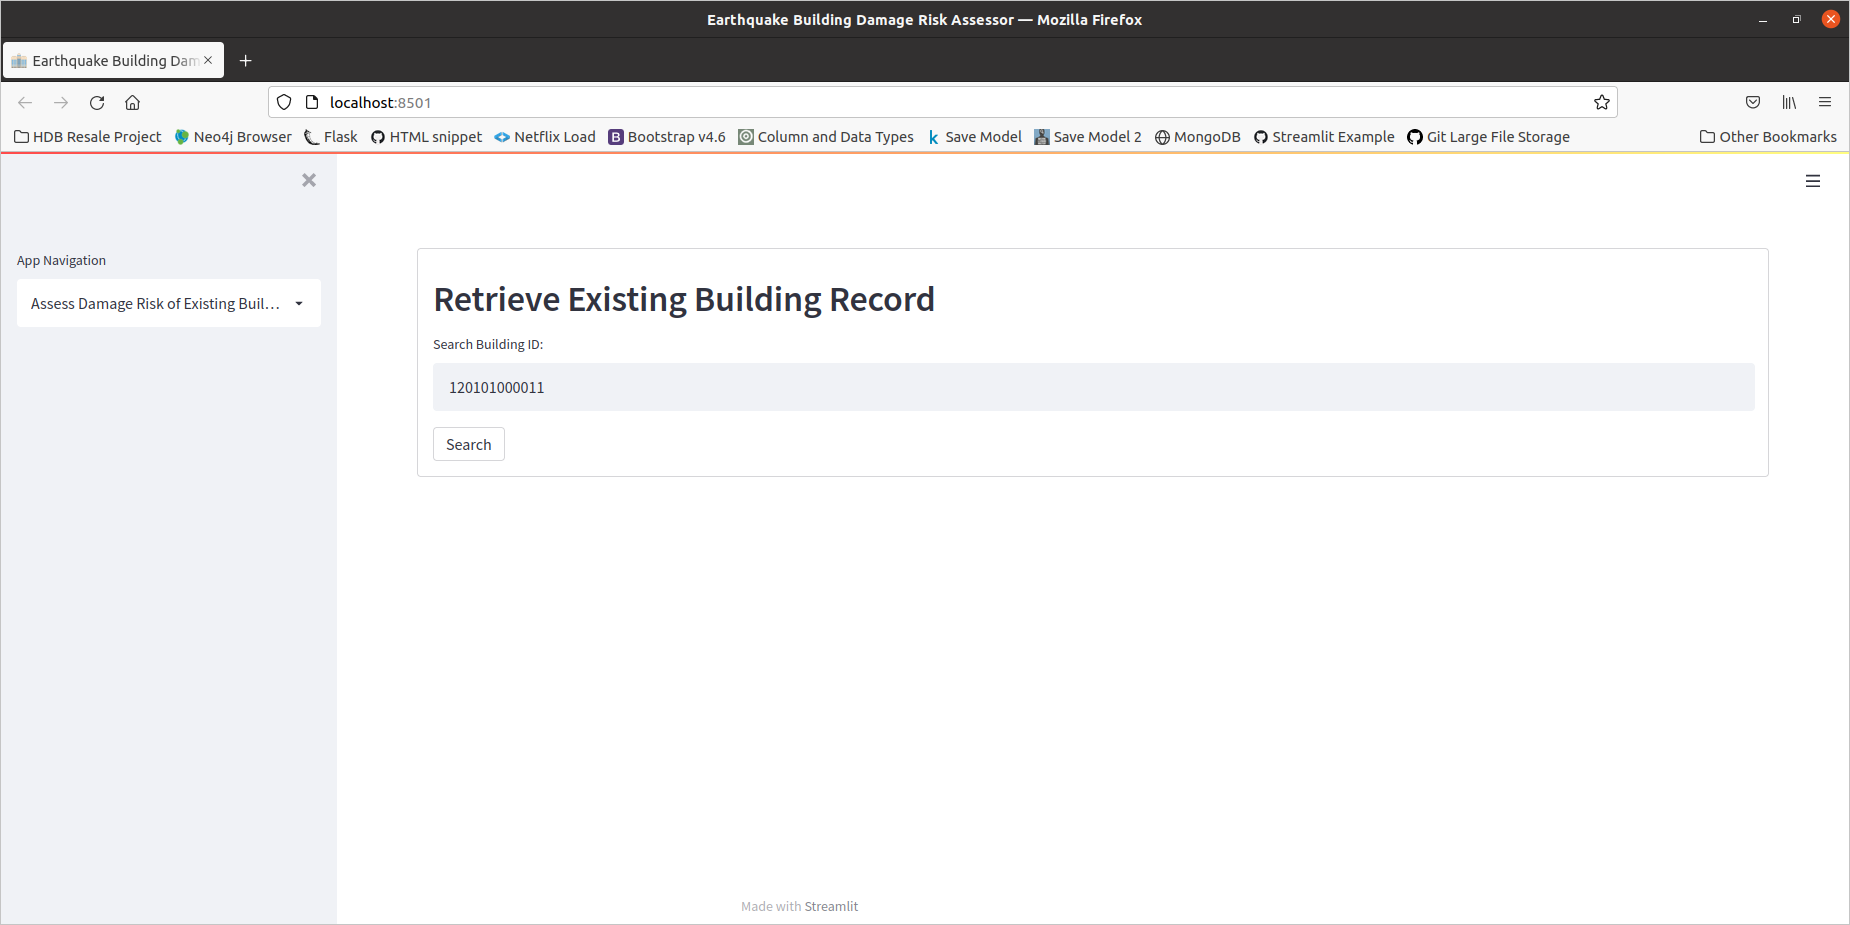 Earthquake Building Damage Risk Assessor — Mozilla Firefox
Earthquake Building Dam
localhost:8501
HDB Resale Project Neo4j Browser Flask HTML snippet Netflix Load Bootstrap v4.6 Column and Data Types Save Model Save Model 2 MongoDB Streamlit Example Git Large File Storage Other Bookmarks
App Navigation
Assess Damage Risk of Existing Buil...
Retrieve Existing Building Record
Search Building ID:
120101000011
Search
Made with Streamlit